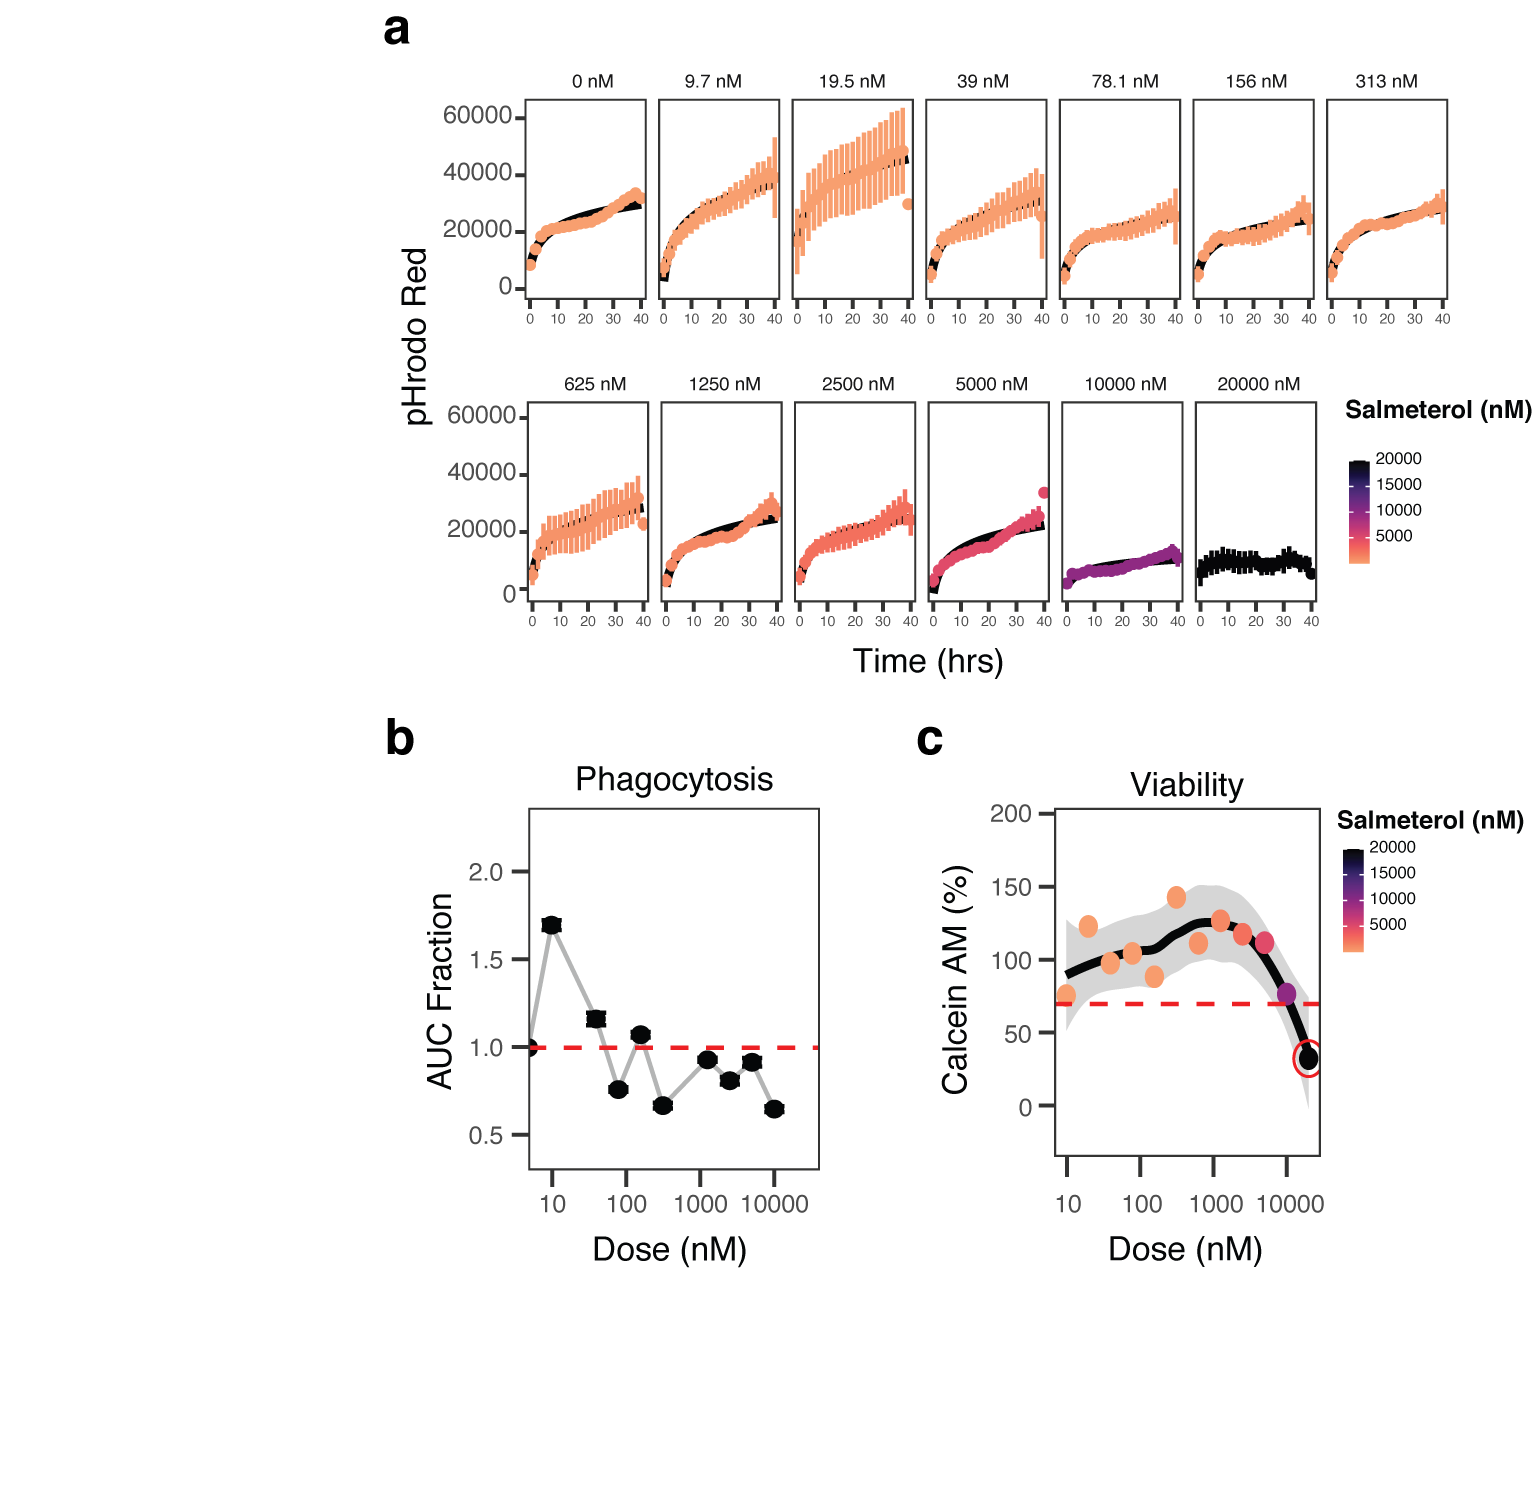 a
0 nM 9.7 nM 19.5 nM 39 nM 78.1 nM 156 nM 313 nM
60000
40000
20000
0
0 10 20 30 40 0 10 20 30 40 0 10 20 30 40 0 10 20 30 40 0 10 20 30 40 0 10 20 30 40 0 10 20 30 40
pHrodo Red
625 nM 1250 nM 2500 nM 5000 nM 10000 nM 20000 nM
60000
40000
20000
0
0 10 20 30 40 0 10 20 30 40 0 10 20 30 40 0 10 20 30 40 0 10 20 30 40 0 10 20 30 40
Time (hrs)
Salmeterol (nM)
20000
15000
10000
5000
b
Phagocytosis
AUC Fraction
2.0
1.5
1.0
0.5
10 100 1000 10000
Dose (nM)
c
Viability
Calcein AM (%)
200
150
100
50
0
10 100 1000 10000
Dose (nM)
Salmeterol (nM)
20000
15000
10000
5000